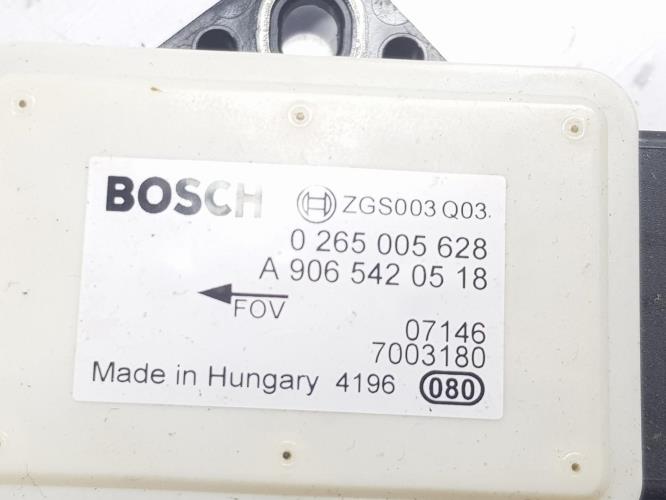 BOSCH ZGS003 Q03.
0 265 005 628
A 906 542 05 18
FOV
07146
7003180
Made in Hungary 4196 080